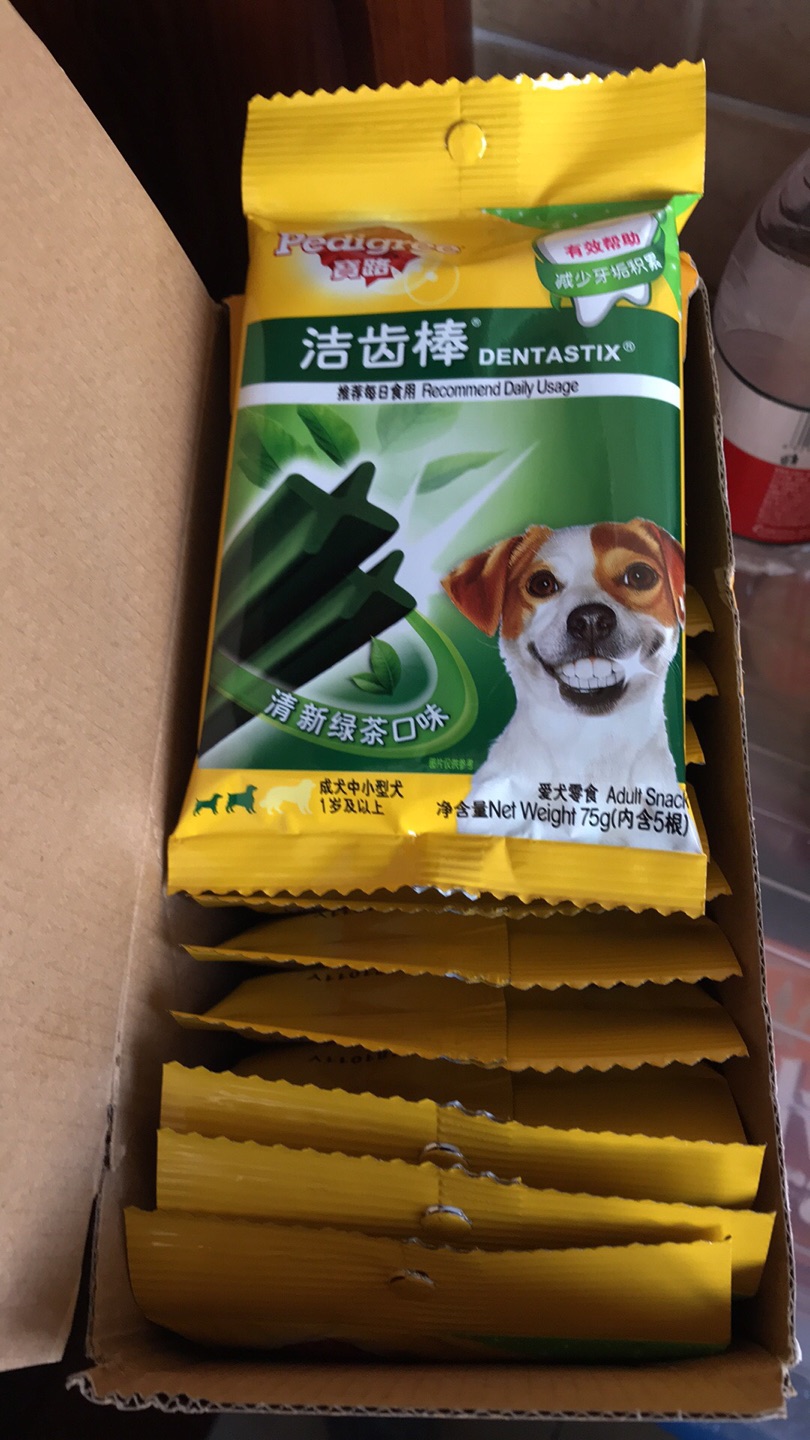 Pedigree
宝路
有效帮助
减少牙垢积累
洁齿棒® DENTASTIX®
推荐每日食用 Recommend Daily Usage
清新绿茶口味
图片仅供参考
成犬中小型犬
1岁及以上
爱犬零食 Adult Snack
净含量Net Weight 75g(内含5根)